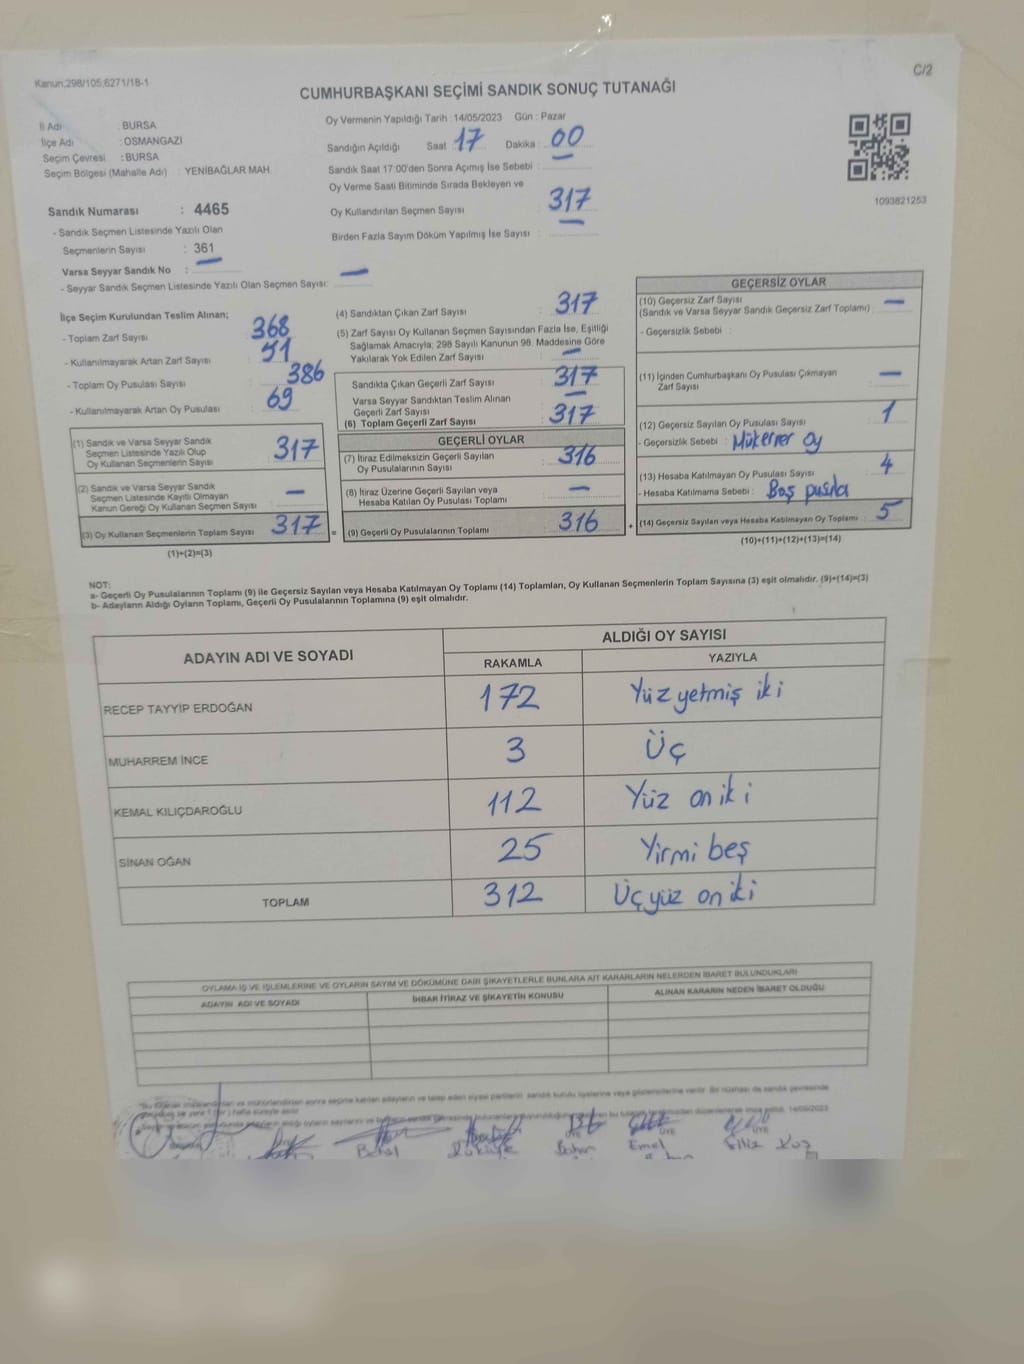 Kanun;298/105;6271/18-1
C/2
CUMHURBAŞKANI SEÇİMİ SANDIK SONUÇ TUTANAĞI
İl Adı : BURSA
İlçe Adı : OSMANGAZİ
Seçim Çevresi : BURSA
Seçim Bölgesi (Mahalle Adı) : YENİBAĞLAR MAH.
Sandık Numarası : 4465
- Sandık Seçmen Listesinde Yazılı Olan
Seçmenlerin Sayısı : 361
Varsa Seyyar Sandık No :
- Seyyar Sandık Seçmen Listesinde Yazılı Olan Seçmen Sayısı: —
Oy Vermenin Yapıldığı Tarih : 14/05/2023 Gün : Pazar
Sandığın Açıldığı Saat 17 Dakika : 00
Sandık Saat 17:00'den Sonra Açımış İse Sebebi : —
Oy Verme Saati Bitiminde Sırada Bekleyen ve
Oy Kullandırılan Seçmen Sayısı : 317
Birden Fazla Sayım Döküm Yapılmış İse Sayısı : —
1093821253
İlçe Seçim Kurulundan Teslim Alınan;
- Toplam Zarf Sayısı : 368
- Kullanılmayarak Artan Zarf Sayısı : 51
- Toplam Oy Pusulası Sayısı : 386
- Kullanılmayarak Artan Oy Pusulası : 69
(1) Sandık ve Varsa Seyyar Sandık
Seçmen Listesinde Yazılı Olup
Oy Kullanan Seçmenlerin Sayısı : 317
(2) Sandık ve Varsa Seyyar Sandık
Seçmen Listesinde Kayıtlı Olmayan
Kanun Gereği Oy Kullanan Seçmen Sayısı : —
(3) Oy Kullanan Seçmenlerin Toplam Sayısı : 317 =
(1)+(2)=(3)
(4) Sandıktan Çıkan Zarf Sayısı : 317
(5) Zarf Sayısı Oy Kullanan Seçmen Sayısından Fazla İse, Eşitliği
Sağlamak Amacıyla; 298 Sayılı Kanunun 98. Maddesine Göre
Yakılarak Yok Edilen Zarf Sayısı : —
Sandıkta Çıkan Geçerli Zarf Sayısı : 317
Varsa Seyyar Sandıktan Teslim Alınan
Geçerli Zarf Sayısı : —
(6) Toplam Geçerli Zarf Sayısı : 317
GEÇERLİ OYLAR
(7) İtiraz Edilmeksizin Geçerli Sayılan
Oy Pusulalarının Sayısı : 316
(8) İtiraz Üzerine Geçerli Sayılan veya
Hesaba Katılan Oy Pusulası Toplamı : —
(9) Geçerli Oy Pusulalarının Toplamı : 316 +
GEÇERSİZ OYLAR
(10) Geçersiz Zarf Sayısı
(Sandık ve Varsa Seyyar Sandık Geçersiz Zarf Toplamı) : —
- Geçersizlik Sebebi :
(11) İçinden Cumhurbaşkanı Oy Pusulası Çıkmayan
Zarf Sayısı : —
(12) Geçersiz Sayılan Oy Pusulası Sayısı : 1
- Geçersizlik Sebebi : Mükerrer Oy
(13) Hesaba Katılmayan Oy Pusulası Sayısı : 4
- Hesaba Katılmama Sebebi : Boş pusula
(14) Geçersiz Sayılan veya Hesaba Katılmayan Oy Toplamı : 5
(10)+(11)+(12)+(13)=(14)
NOT:
a- Geçerli Oy Pusulalarının Toplamı (9) ile Geçersiz Sayılan veya Hesaba Katılmayan Oy Toplamı (14) Toplamları, Oy Kullanan Seçmenlerin Toplam Sayısına (3) eşit olmalıdır. (9)+(14)=(3)
b- Adayların Aldığı Oyların Toplamı, Geçerli Oy Pusulalarının Toplamına (9) eşit olmalıdır.
ADAYIN ADI VE SOYADI ALDIĞI OY SAYISI
RAKAMLA YAZIYLA
RECEP TAYYİP ERDOĞAN 172 Yüz yetmiş iki
MUHARREM İNCE 3 Üç
KEMAL KILIÇDAROĞLU 112 Yüz on iki
SİNAN OĞAN 25 Yirmi beş
TOPLAM 312 Üç yüz on iki
OYLAMA İŞ VE İŞLEMLERİNE VE OYLARIN SAYIM VE DÖKÜMÜNE DAİR ŞİKAYETLERLE BUNLARA AİT KARARLARIN NELERDEN İBARET BULUNDUKLARI
ADAYIN ADI VE SOYADI İHBAR İTİRAZ VE ŞİKAYETİN KONUSU ALINAN KARARIN NEDEN İBARET OLDUĞU
14/05/2023
ÜYE ÜYE ÜYE
Emel